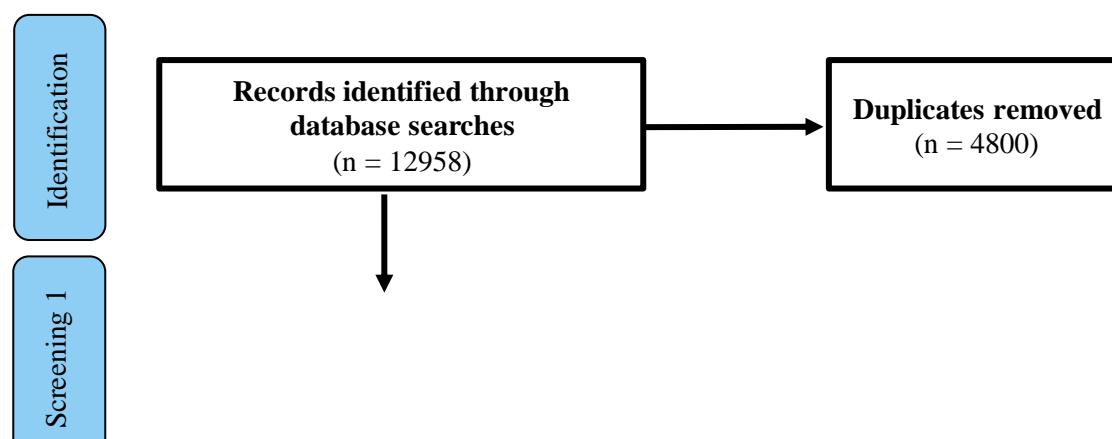 Identification
Records identified through
database searches
(n = 12958)
Duplicates removed
(n = 4800)
Screening 1